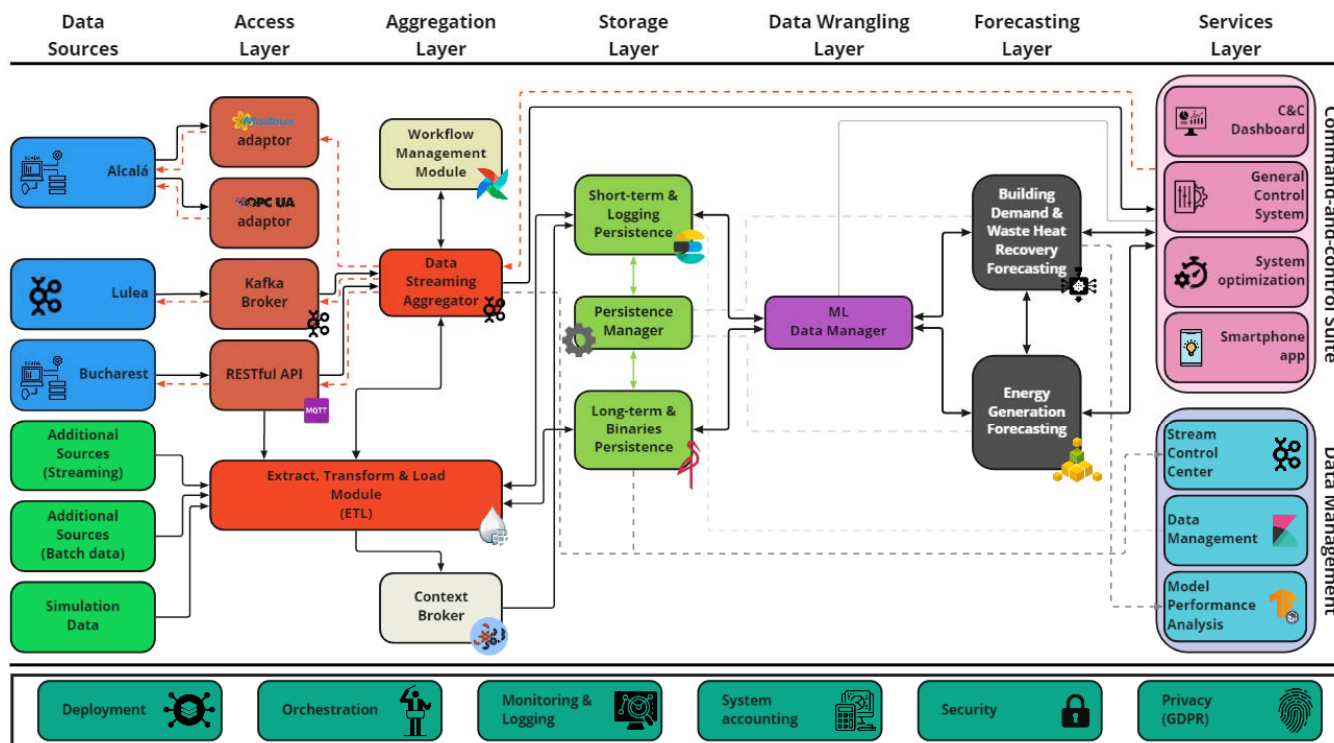 Data
Sources
Access
Layer
Aggregation
Layer
Storage
Layer
Data Wrangling
Layer
Forecasting
Layer
Services
Layer
SCADA
Alcalá
Lulea
SCADA
Bucharest
Additional
Sources
(Streaming)
Additional
Sources
(Batch data)
Simulation
Data
Modbus
adaptor
OPC UA
adaptor
Kafka
Broker
RESTful API
MQTT
Workflow
Management
Module
Data
Streaming
Aggregator
Extract, Transform & Load
Module
(ETL)
Context
Broker
Short-term &
Logging
Persistence
Persistence
Manager
Long-term &
Binaries
Persistence
ML
Data Manager
Building
Demand &
Waste Heat
Recovery
Forecasting
Energy
Generation
Forecasting
C&C
Dashboard
General
Control
System
System
optimization
Smartphone
app
Command-and-control Suite
Stream
Control
Center
Data
Management
Model
Performance
Analysis
Data Management
Deployment
Orchestration
Monitoring &
Logging
System
accounting
Security
Privacy
(GDPR)